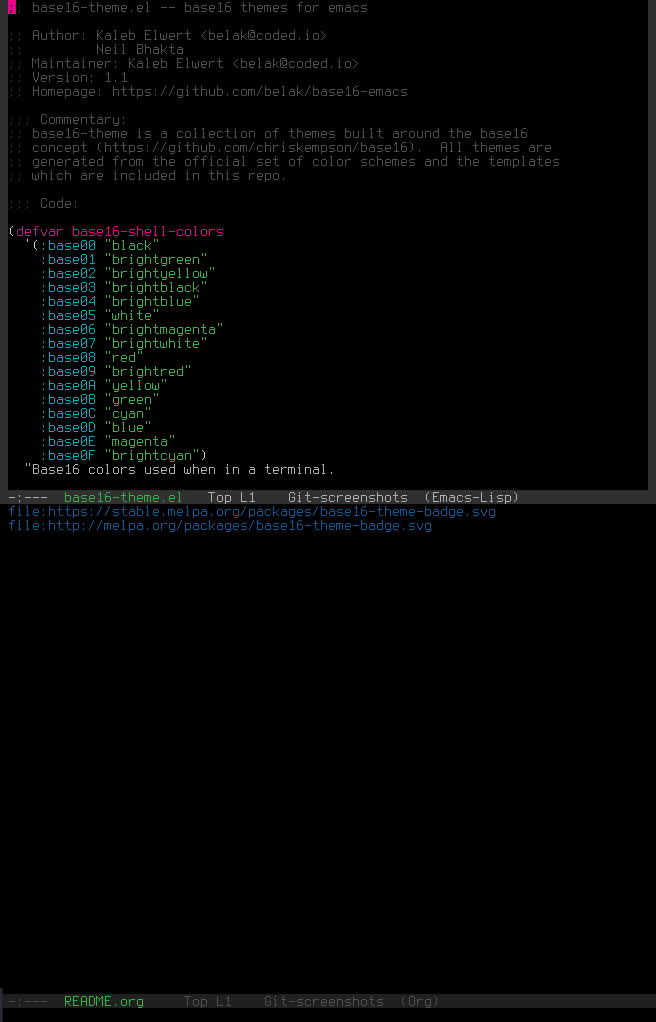 ;; base16-theme.el -- base16 themes for emacs
;; Author: Kaleb Elwert <belak@coded.io>
;;         Neil Bhakta
;; Maintainer: Kaleb Elwert <belak@coded.io>
;; Version: 1.1
;; Homepage: https://github.com/belak/base16-emacs
;;; Commentary:
;; base16-theme is a collection of themes built around the base16
;; concept (https://github.com/chriskempson/base16).  All themes are
;; generated from the official set of color schemes and the templates
;; which are included in this repo.
;;; Code:
(defvar base16-shell-colors
  '(:base00 "black"
    :base01 "brightgreen"
    :base02 "brightyellow"
    :base03 "brightblack"
    :base04 "brightblue"
    :base05 "white"
    :base06 "brightmagenta"
    :base07 "brightwhite"
    :base08 "red"
    :base09 "brightred"
    :base0A "yellow"
    :base0B "green"
    :base0C "cyan"
    :base0D "blue"
    :base0E "magenta"
    :base0F "brightcyan")
  "Base16 colors used when in a terminal.
-:---  base16-theme.el   Top L1    Git-screenshots  (Emacs-Lisp)
file:https://stable.melpa.org/packages/base16-theme-badge.svg
file:http://melpa.org/packages/base16-theme-badge.svg
-:---  README.org     Top L1    Git-screenshots  (Org)